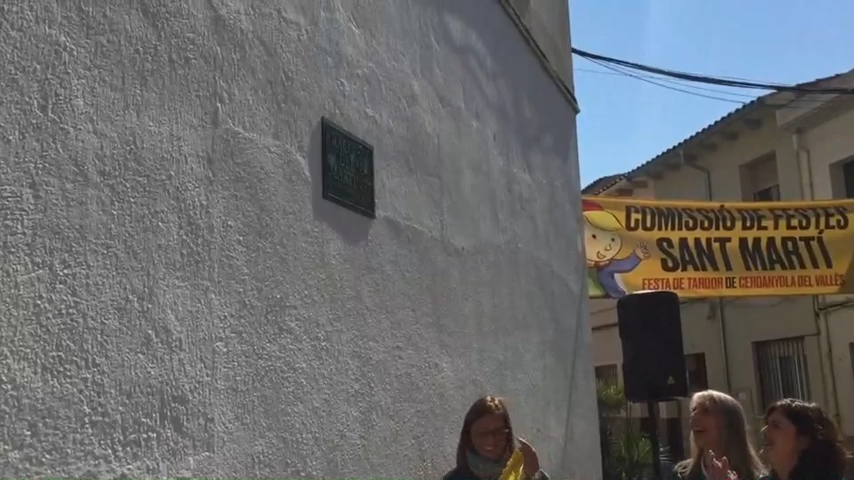 COMISSIÓ DE FESTES
SANT MARTÍ
FESTA DE TARDOR DE CERDANYOLA DEL VALLÈS